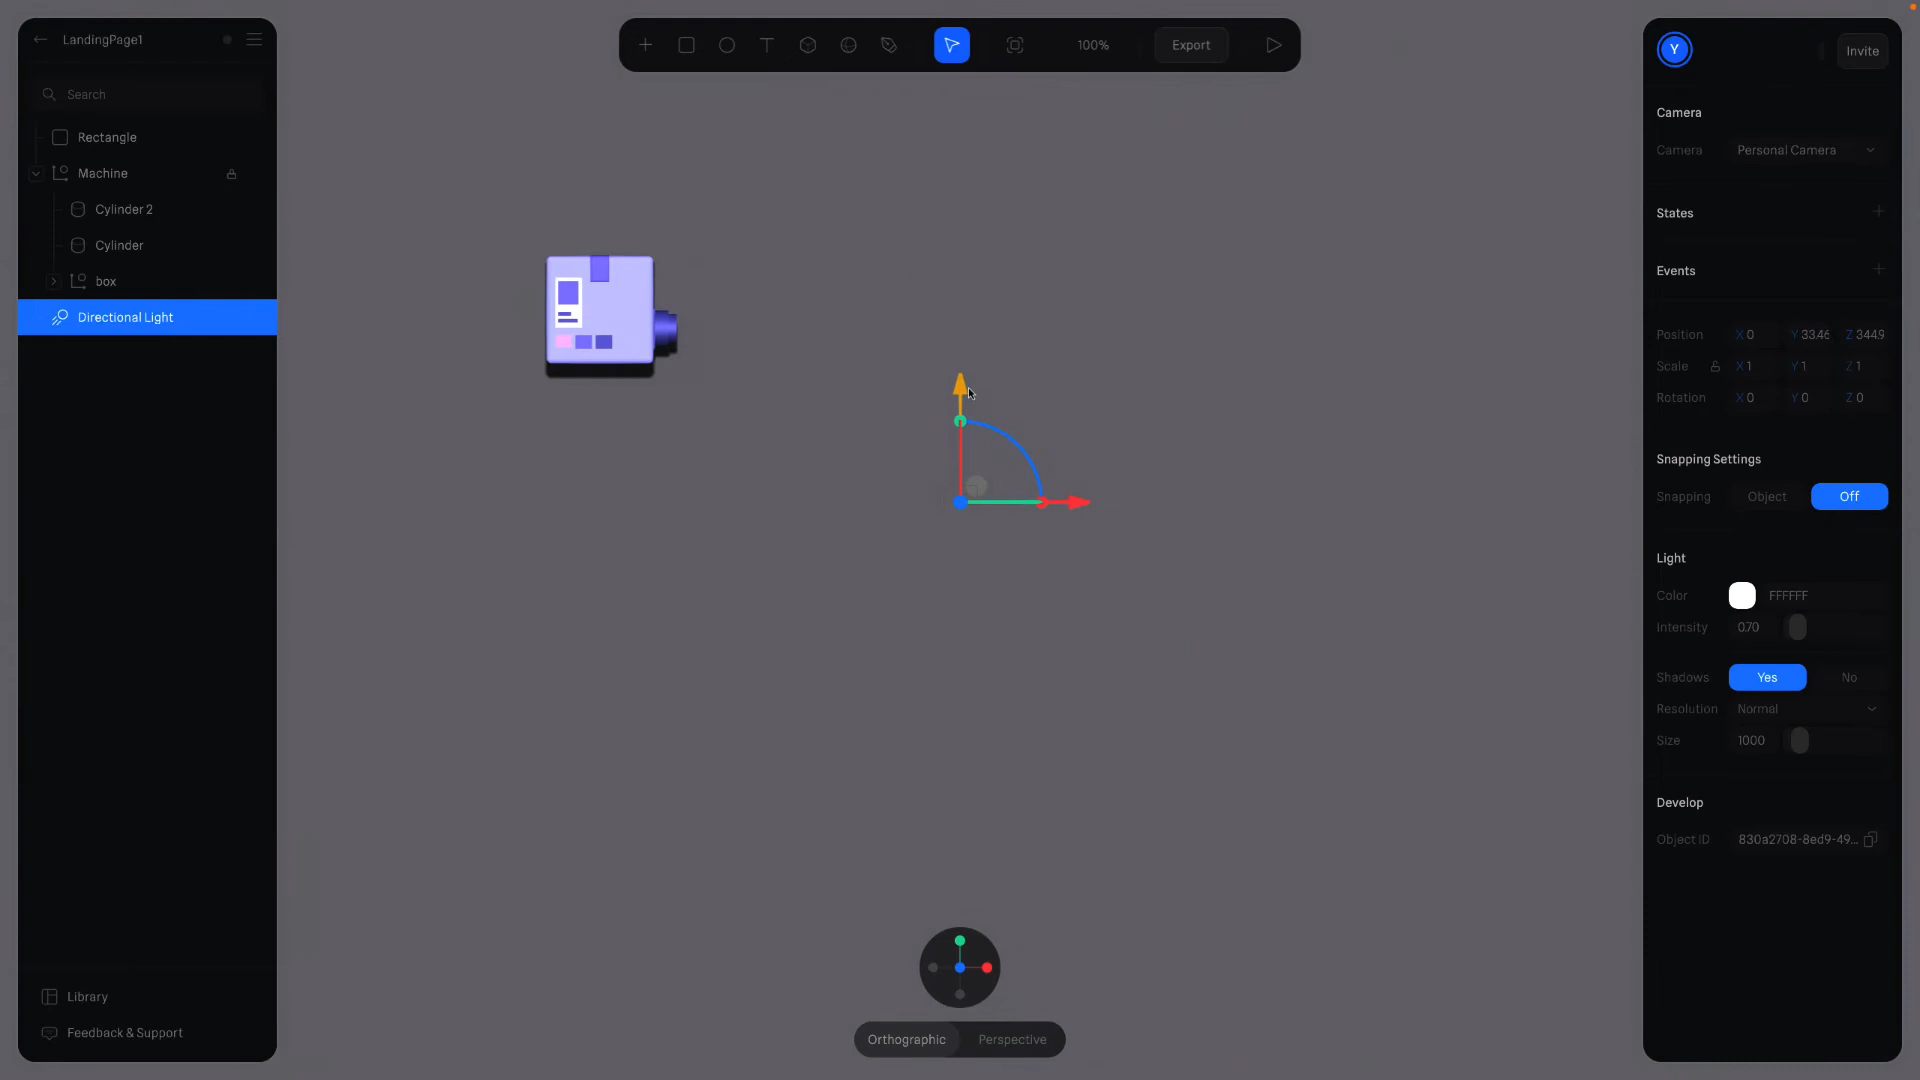 LandingPage1
Search
Rectangle
Machine
Cylinder 2
Cylinder
box
Directional Light
Library
Feedback & Support
100%
Export
Orthographic
Perspective
Y
Invite
Camera
Camera Personal Camera
States
Events
Position X 0 Y 33.46 Z 344.9
Scale X 1 Y 1 Z 1
Rotation X 0 Y 0 Z 0
Snapping Settings
Snapping Object Off
Light
Color FFFFFF
Intensity 0.70
Shadows Yes No
Resolution Normal
Size 1000
Develop
Object ID 830a2708-8ed9-49...